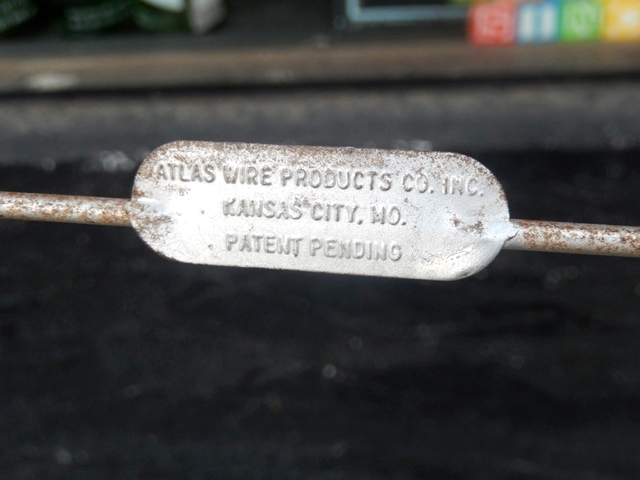 ATLAS WIRE PRODUCTS CO. INC.
KANSAS CITY, MO.
PATENT PENDING